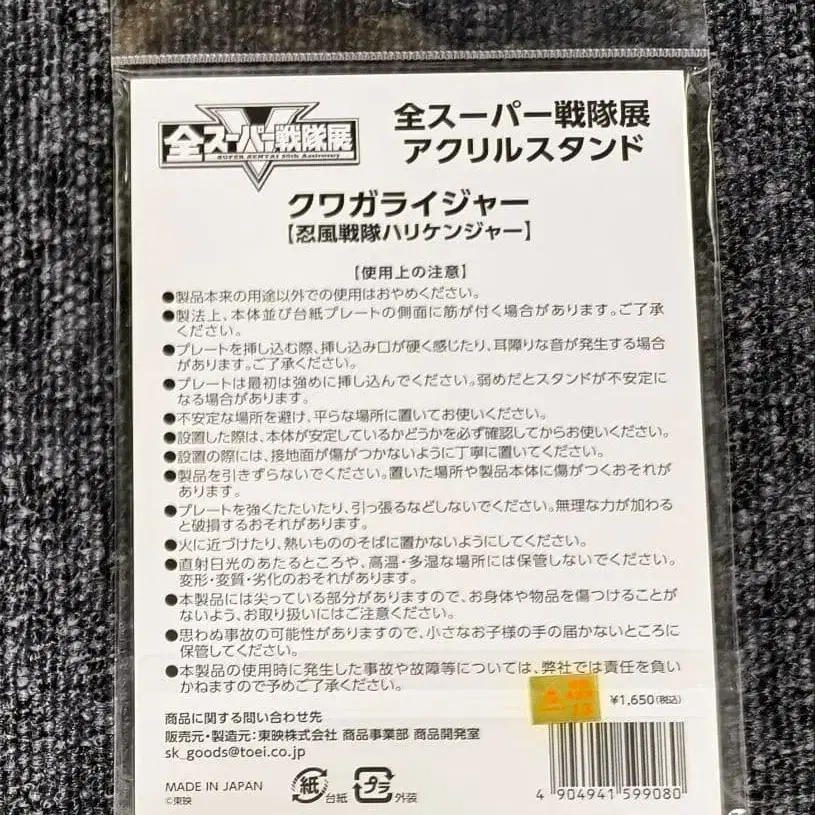 全スーパー戦隊展
SUPER SENTAI 50th Anniversary
全スーパー戦隊展
アクリルスタンド
クワガライジャー
【忍風戦隊ハリケンジャー】
【使用上の注意】
●製品本来の用途以外での使用はおやめください。
●製法上、本体並び台紙プレートの側面に筋が付く場合があります。ご了承
ください。
●プレートを挿し込む際、挿し込み口が硬く感じたり、耳障りな音が発生する場合
があります。ご了承ください。
●プレートは最初は強めに挿し込んでください。弱めだとスタンドが不安定に
なる場合があります。
●不安定な場所を避け、平らな場所に置いてお使いください。
●設置した際は、本体が安定しているかどうかを必ず確認してからお使いください。
●設置の際には、接地面が傷がつかないように丁寧に置いてください。
●製品を引きずらないでください。置いた場所や製品本体に傷がつくおそれが
あります。
●プレートを強くたたいたり、引っ張るなどしないでください。無理な力が加わる
と破損するおそれがあります。
●火に近づけたり、熱いもののそばに置かないようにしてください。
●直射日光のあたるところや、高温・多湿な場所には保管しないでください。
変形・変質・劣化のおそれがあります。
●本製品には尖っている部分がありますので、お身体や物品を傷つけることが
ないよう、お取り扱いにはご注意ください。
●思わぬ事故の可能性がありますので、小さなお子様の手の届かないところに
保管してください。
●本製品の使用時に発生した事故や故障等については、弊社では責任を負い
かねますので予めご了承ください。
¥1,650(税込)
商品に関する問い合わせ先
販売元・製造元：東映株式会社 商品事業部 商品開発室
sk_goods@toei.co.jp
MADE IN JAPAN
©東映
紙 台紙
プラ 外装
4 904941 599080